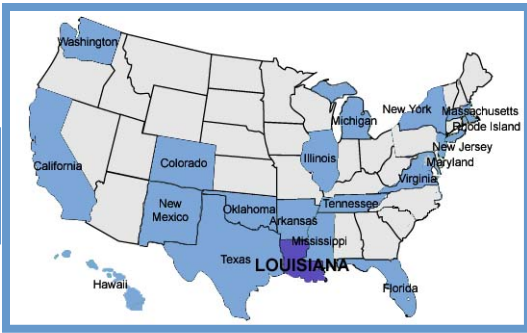 Washington
New York
Massachusetts
Michigan
Rhode Island
New Jersey
Illinois
Maryland
California
Colorado
Virginia
Tennessee
New
Mexico
Oklahoma
Arkansas
Mississippi
Texas
LOUISIANA
Hawaii
Florida